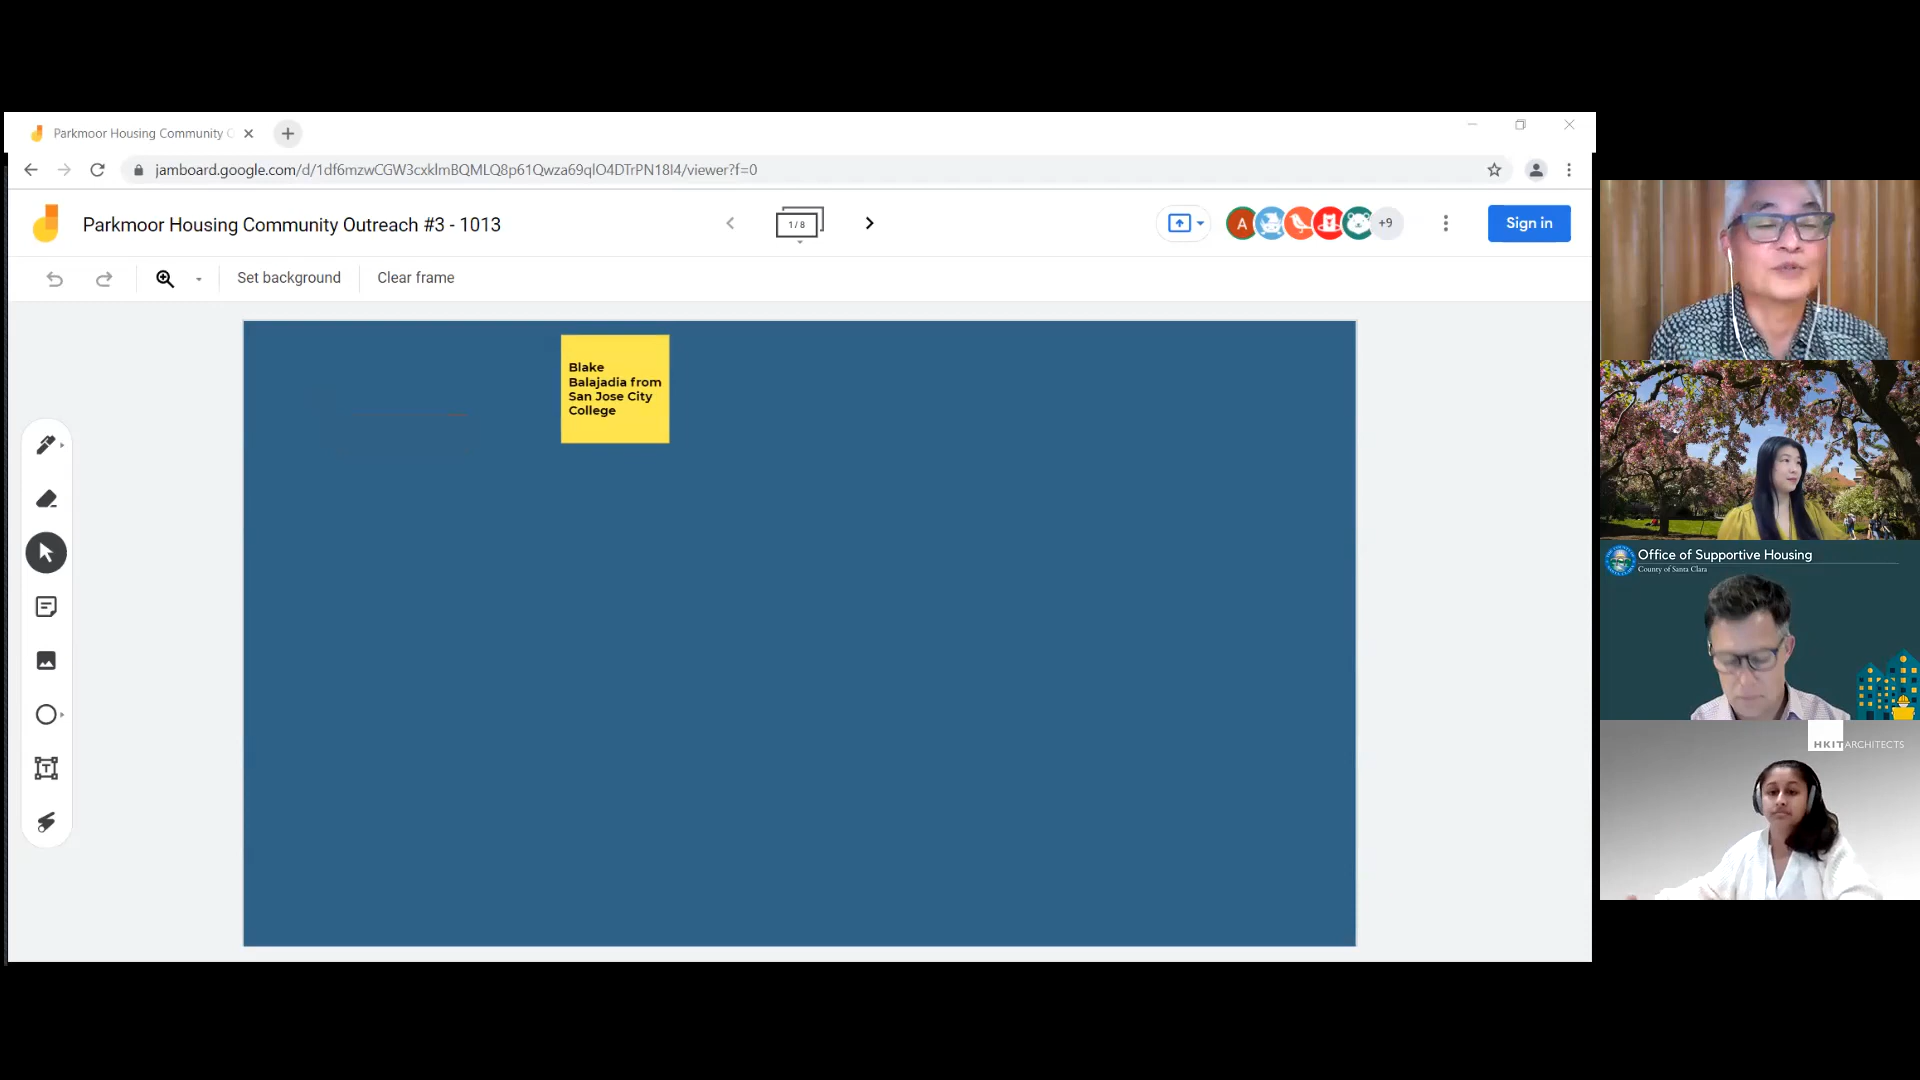 Parkmoor Housing Community O
jamboard.google.com/d/1df6mzwCGW3cxklmBQMLQ8p61Qwza69qlO4DTrPN18I4/viewer?f=0
Parkmoor Housing Community Outreach #3 - 1013
1/8
A
+9
Sign in
Set background
Clear frame
Blake
Balajadia from
San Jose City
College
Office of Supportive Housing
County of Santa Clara
HKIT ARCHITECTS